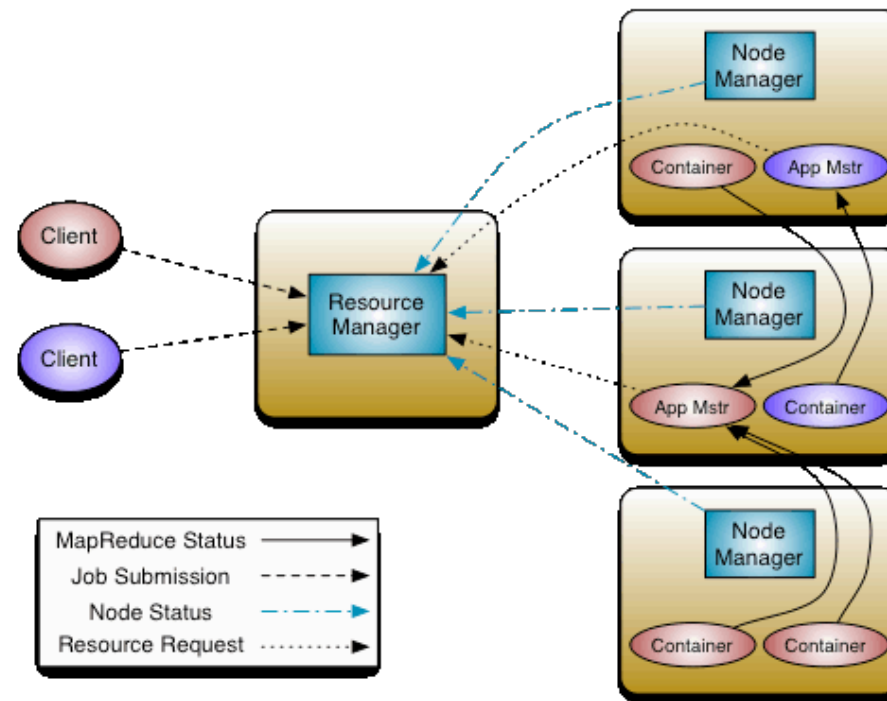 Node
Manager
Container
App Mstr
Client
Resource
Manager
Node
Manager
Client
App Mstr
Container
Node
Manager
MapReduce Status
Job Submission
Node Status
Resource Request
Container
Container